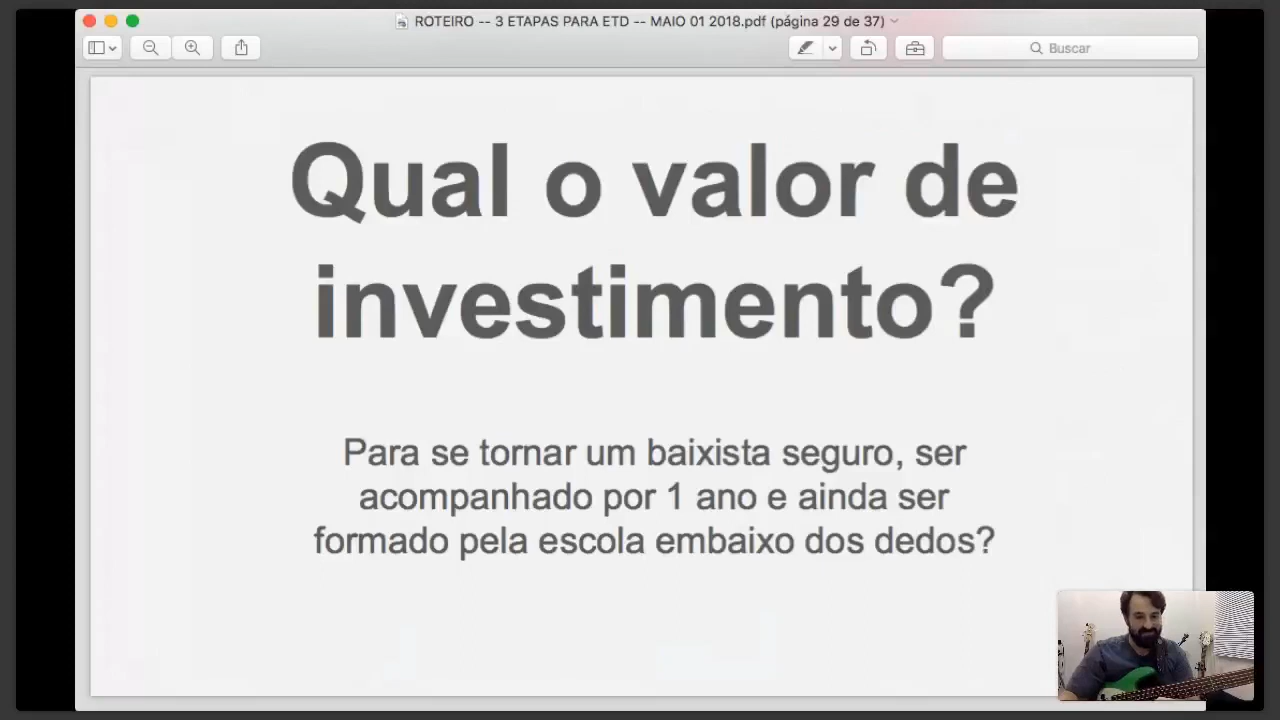 ROTEIRO -- 3 ETAPAS PARA ETD -- MAIO 01 2018.pdf (página 29 de 37)
Buscar
Qual o valor de
investimento?
Para se tornar um baixista seguro, ser
acompanhado por 1 ano e ainda ser
formado pela escola embaixo dos dedos?